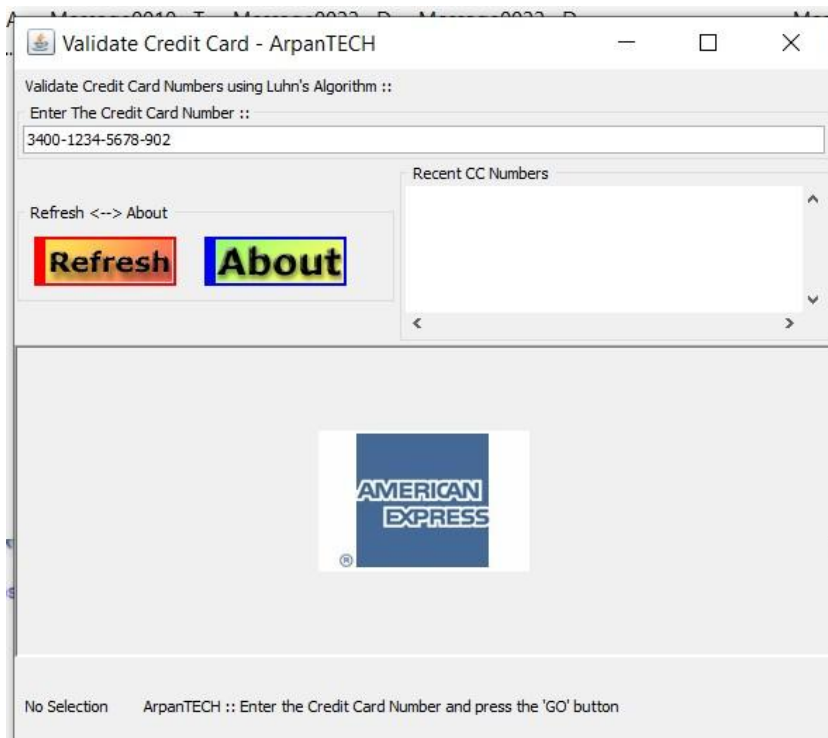 Validate Credit Card - ArpanTECH
Validate Credit Card Numbers using Luhn's Algorithm ::
Enter The Credit Card Number ::
3400-1234-5678-902
Recent CC Numbers
Refresh <--> About
Refresh About
AMERICAN
EXPRESS
®
No Selection ArpanTECH :: Enter the Credit Card Number and press the 'GO' button